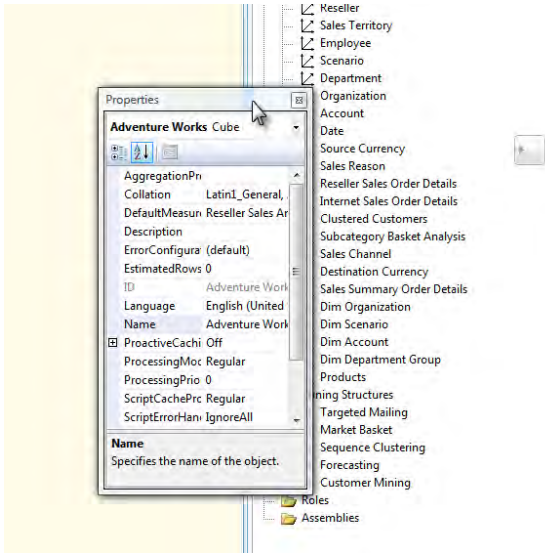 Reseller
Sales Territory
Employee
Scenario
Department
Organization
Account
Date
Source Currency
Sales Reason
Reseller Sales Order Details
Internet Sales Order Details
Clustered Customers
Subcategory Basket Analysis
Sales Channel
Destination Currency
Sales Summary Order Details
Dim Organization
Dim Scenario
Dim Account
Dim Department Group
Products
ning Structures
Targeted Mailing
Market Basket
Sequence Clustering
Forecasting
Customer Mining
Roles
Assemblies
Properties
Adventure Works Cube
AggregationPr
Collation Latin1_General,
DefaultMeasu Reseller Sales Ar
Description
ErrorConfigura (default)
EstimatedRows 0
ID Adventure Work
Language English (United
Name Adventure Work
ProactiveCachi Off
ProcessingMoc Regular
ProcessingPrio 0
ScriptCachePrc Regular
ScriptErrorHan IgnoreAll
Name
Specifies the name of the object.